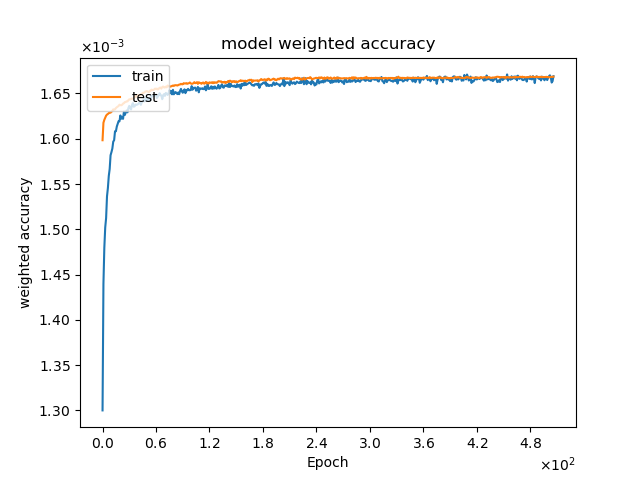 model weighted accuracy
×10⁻³
train
test
1.65
1.60
1.55
1.50
1.45
1.40
1.35
1.30
weighted accuracy
0.0 0.6 1.2 1.8 2.4 3.0 3.6 4.2 4.8
Epoch
×10²